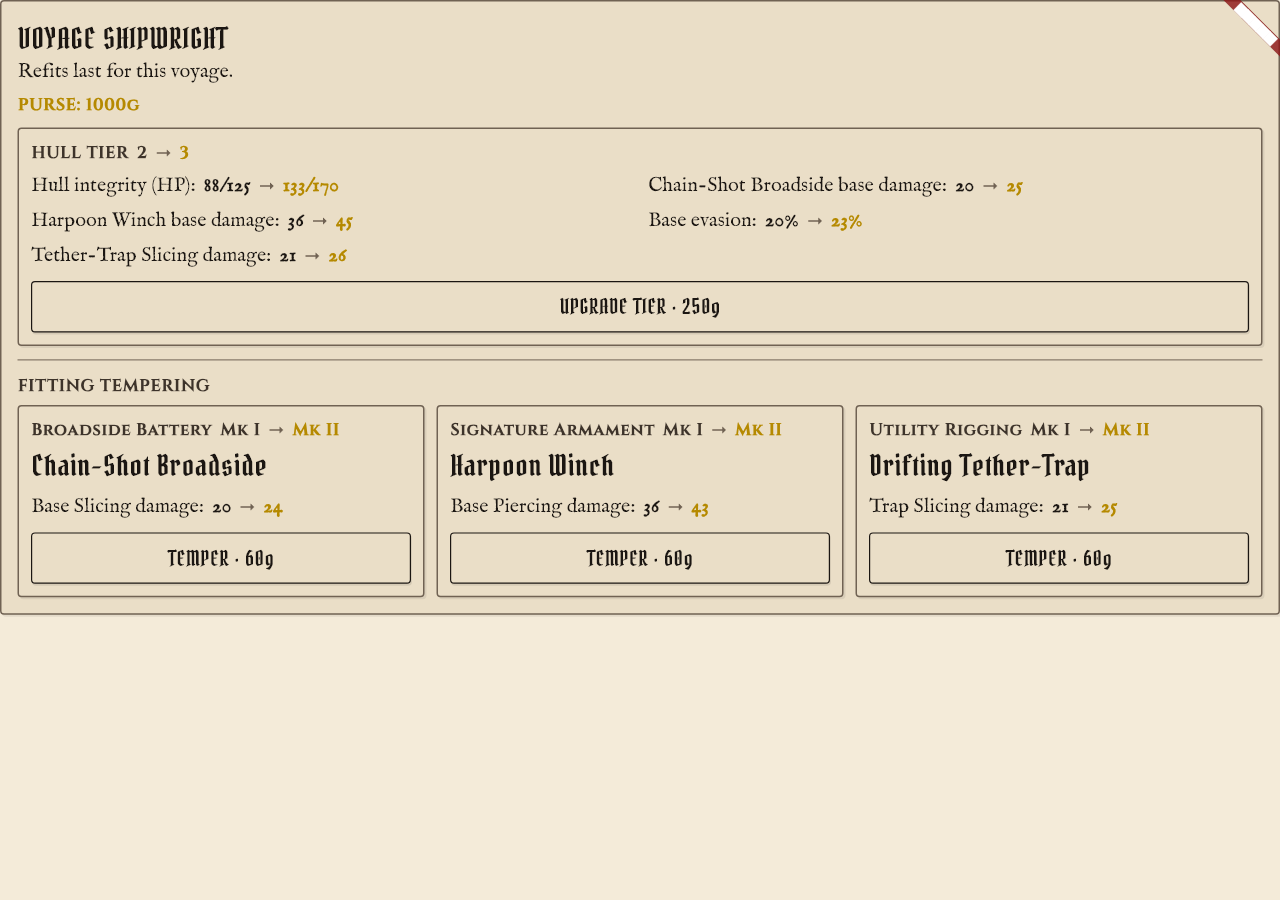 VOYAGE SHIPWRIGHT
Refits last for this voyage.
PURSE: 1000G
HULL TIER 2 → 3
Hull integrity (HP): 88/125 → 133/170
Chain-Shot Broadside base damage: 20 → 25
Harpoon Winch base damage: 36 → 45
Base evasion: 20% → 23%
Tether-Trap Slicing damage: 21 → 26
UPGRADE TIER · 250g
FITTING TEMPERING
Broadside Battery Mk I → Mk II
Chain-Shot Broadside
Base Slicing damage: 20 → 24
TEMPER · 60g
Signature Armament Mk I → Mk II
Harpoon Winch
Base Piercing damage: 36 → 43
TEMPER · 60g
Utility Rigging Mk I → Mk II
Drifting Tether-Trap
Trap Slicing damage: 21 → 25
TEMPER · 60g